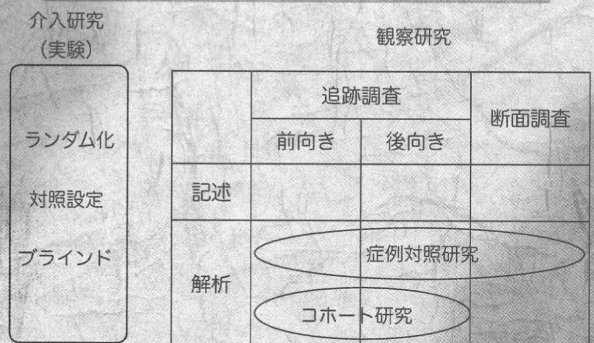 介入研究
(実験)
ランダム化
対照設定
ブラインド
観察研究
追跡調査
断面調査
前向き
後向き
記述
解析
症例対照研究
コホート研究